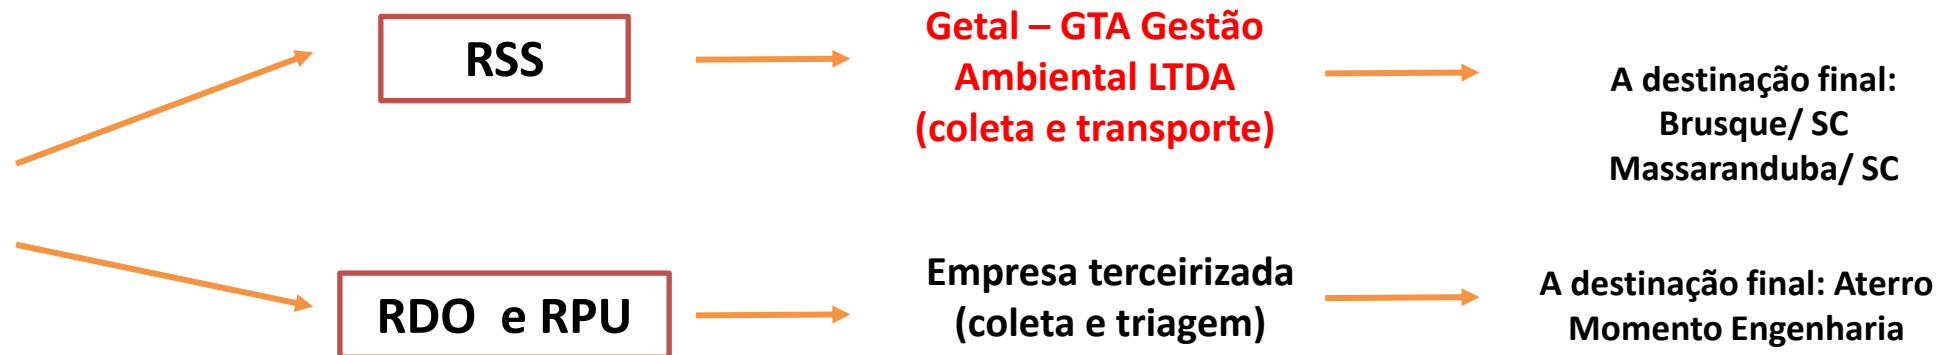 RSS
Getal – GTA Gestão
Ambiental LTDA
(coleta e transporte)
A destinação final:
Brusque/ SC
Massaranduba/ SC
RDO e RPU
Empresa terceirizada
(coleta e triagem)
A destinação final: Aterro
Momento Engenharia